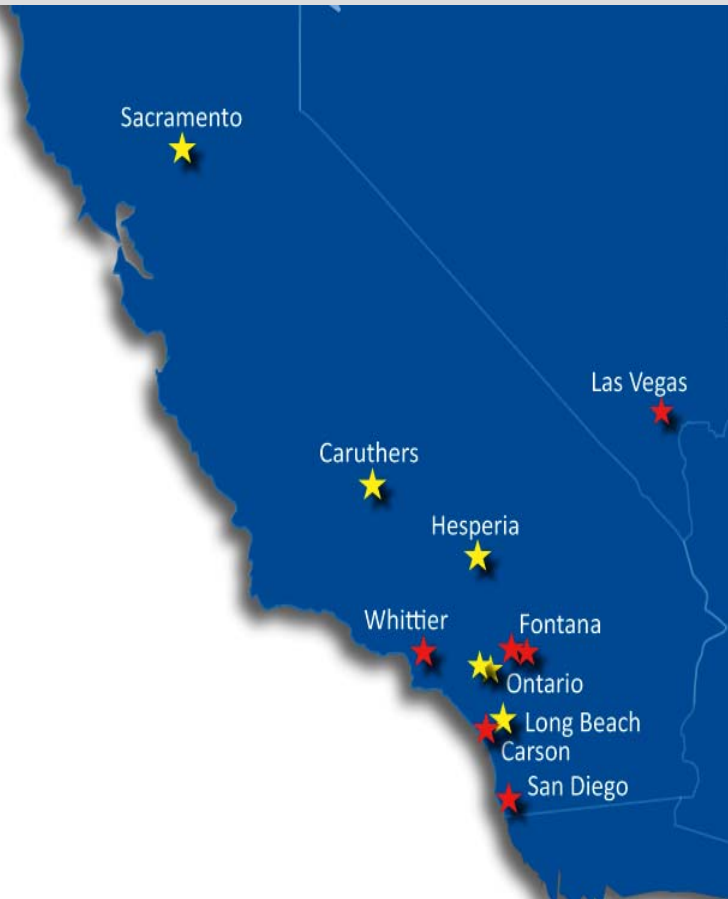 Sacramento
Las Vegas
Caruthers
Hesperia
Whittier
Fontana
Ontario
Long Beach
Carson
San Diego